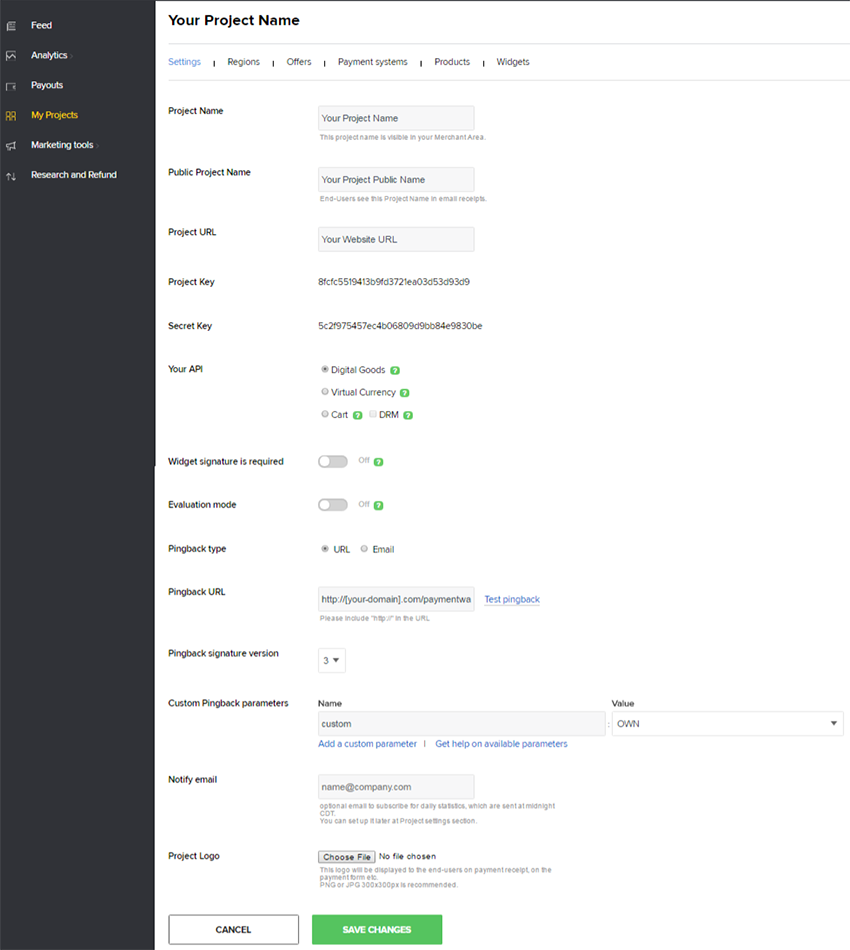 Feed
Analytics
Payouts
My Projects
Marketing tools
Research and Refund
Your Project Name
Settings | Regions | Offers | Payment systems | Products | Widgets
Project Name
Your Project Name
This project name is visible in your Merchant Area.
Public Project Name
Your Project Public Name
End-Users see this Project Name in email receipts.
Project URL
Your Website URL
Project Key
8fcfc5519413b9fd3721ea03d53d93d9
Secret Key
5c2f975457ec4b06809d9bb84e9830be
Your API
Digital Goods ?
Virtual Currency ?
Cart ? DRM ?
Widget signature is required
Off ?
Evaluation mode
Off ?
Pingback type
URL Email
Pingback URL
http://[your-domain].com/paymentwa Test pingback
Please include "http://" in the URL
Pingback signature version
3
Custom Pingback parameters
Name Value
custom : OWN
Add a custom parameter | Get help on available parameters
Notify email
name@company.com
optional email to subscribe for daily statistics, which are sent at midnight
CDT.
You can set up it later at Project settings section.
Project Logo
Choose File No file chosen
This logo will be displayed to the end-users on payment receipt, on the
payment form etc.
PNG or JPG 300x300px is recommended.
CANCEL
SAVE CHANGES